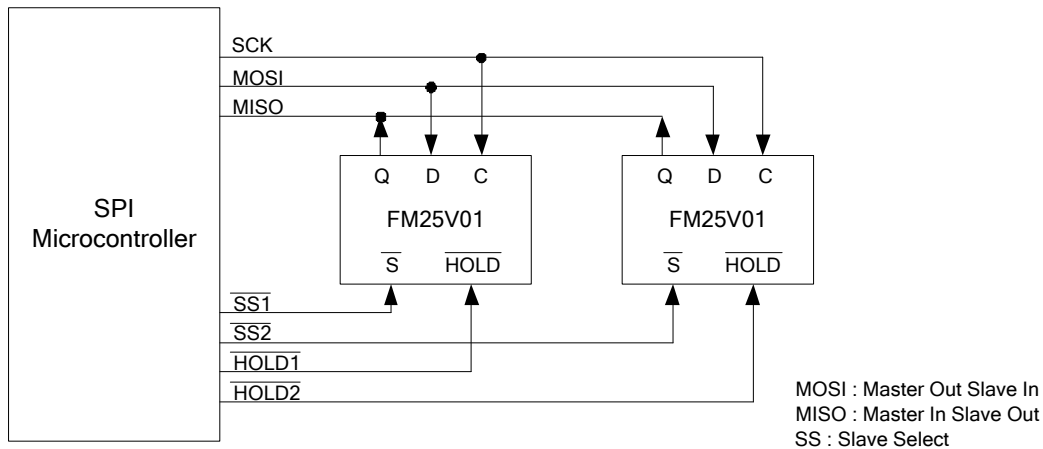 SCK
MOSI
MISO
Q D C
Q D C
SPI
Microcontroller
FM25V01
FM25V01
S HOLD
S HOLD
SS1
SS2
HOLD1
HOLD2
MOSI : Master Out Slave In
MISO : Master In Slave Out
SS : Slave Select